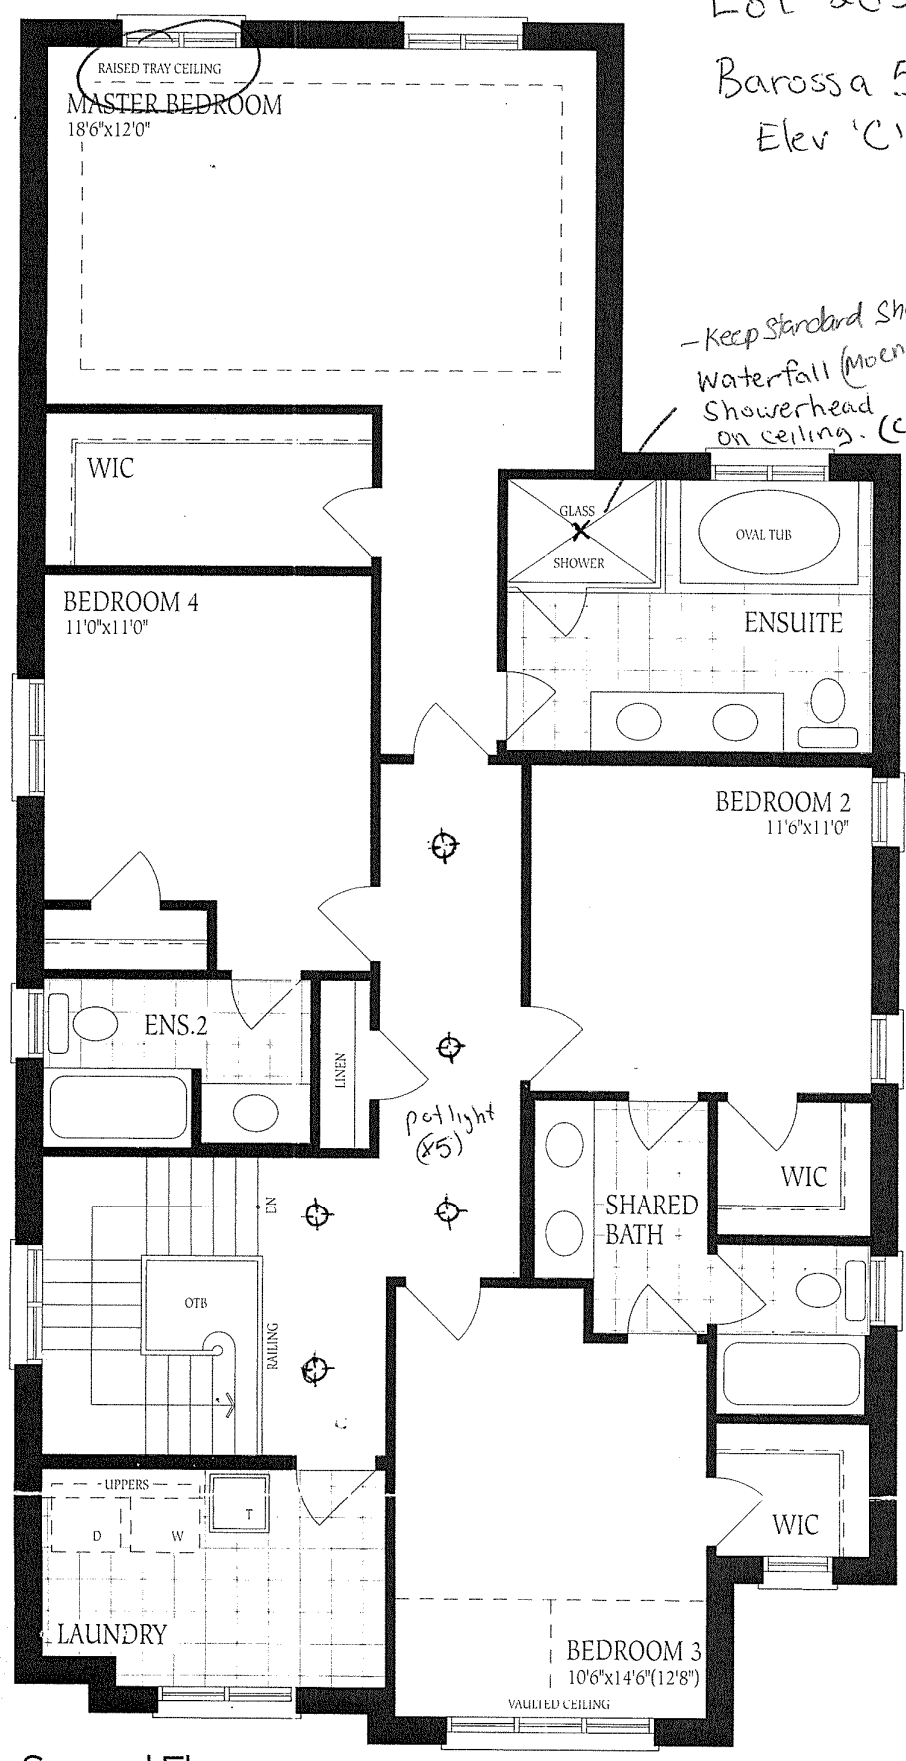 Lot
Barossa 5
Elev 'C'
RAISED TRAY CEILING
MASTER BEDROOM
18'6"x12'0"
-Keep Standard
Waterfall (Moen
Showerhead
on ceiling.
WIC
GLASS
SHOWER
OVAL TUB
BEDROOM 4
11'0"x11'0"
ENSUITE
BEDROOM 2
11'6"x11'0"
ENS.2
LINEN
potlight
(x5)
WIC
SHARED
BATH
DN
OTB
RAILING
UPPERS
D
W
T
WIC
LAUNDRY
BEDROOM 3
10'6"x14'6"(12'8")
VAULTED CEILING